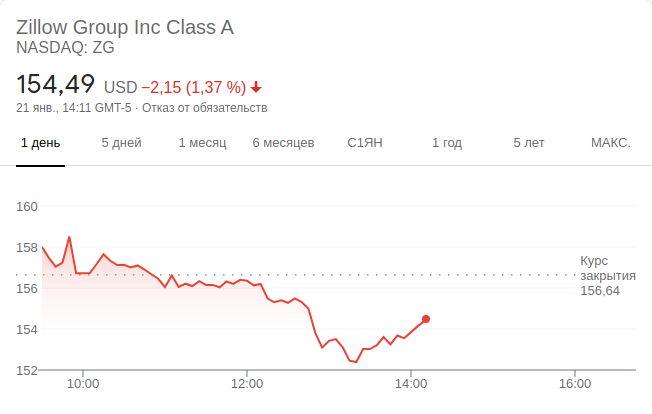 Zillow Group Inc Class A
NASDAQ: ZG
154,49 USD −2,15 (1,37 %)
21 янв., 14:11 GMT-5 · Отказ от обязательств
1 день 5 дней 1 месяц 6 месяцев С1ЯН 1 год 5 лет МАКС.
160
158
156
154
152
Курс
закрытия
156,64
10:00 12:00 14:00 16:00